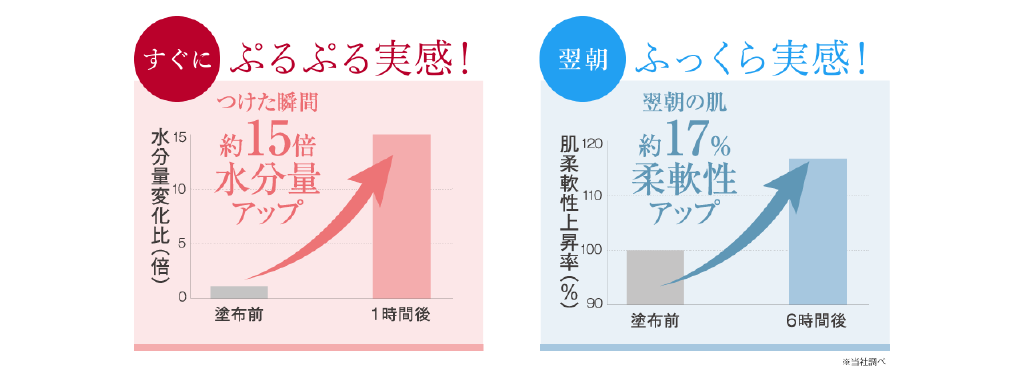 すぐに
ぷるぷる実感！
つけた瞬間
約15倍
水分量
アップ
水分量変化比（倍）
15
10
5
0
塗布前
1時間後
翌朝
ふっくら実感！
翌朝の肌
約17%
柔軟性
アップ
肌柔軟性上昇率（%）
120
110
100
90
塗布前
6時間後
※当社調べ